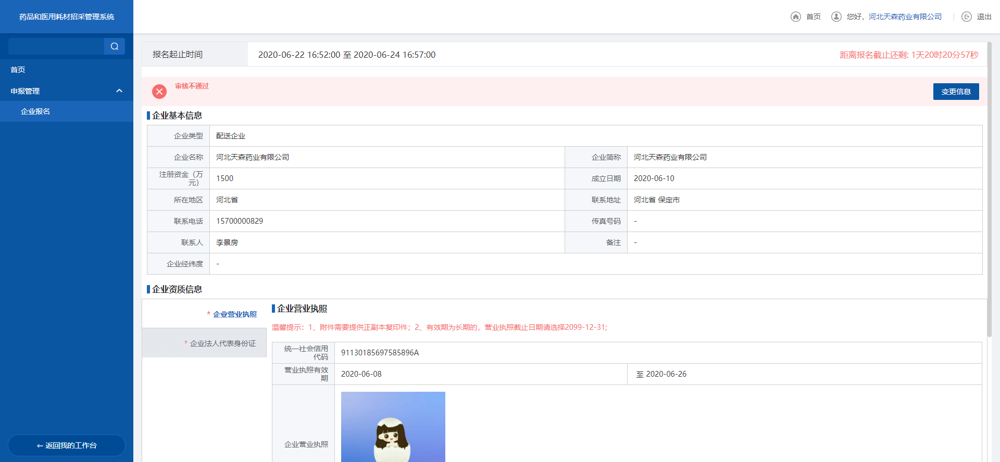 药品和医用耗材招采管理系统
首页
您好，河北天森药业有限公司
退出
首页
申报管理
企业报名
返回我的工作台
报名起止时间
2020-06-22 16:52:00 至 2020-06-24 16:57:00
距离报名截止还剩: 1天20时20分57秒
审核不通过
变更信息
企业基本信息
企业类型
配送企业
企业名称
河北天森药业有限公司
企业简称
河北天森药业有限公司
注册资金（万
元）
1500
成立日期
2020-06-10
所在地区
河北省
联系地址
河北省 保定市
联系电话
15700000829
传真号码
-
联系人
李景房
备注
-
企业经纬度
-
企业资质信息
* 企业营业执照
* 企业法人代表身份证
企业营业执照
温馨提示：1、附件需要提供正副本复印件；2、有效期为长期的，营业执照截止日期请选择2099-12-31;
统一社会信用
代码
91130185697585896A
营业执照有效
期
2020-06-08
至 2020-06-26
企业营业执照